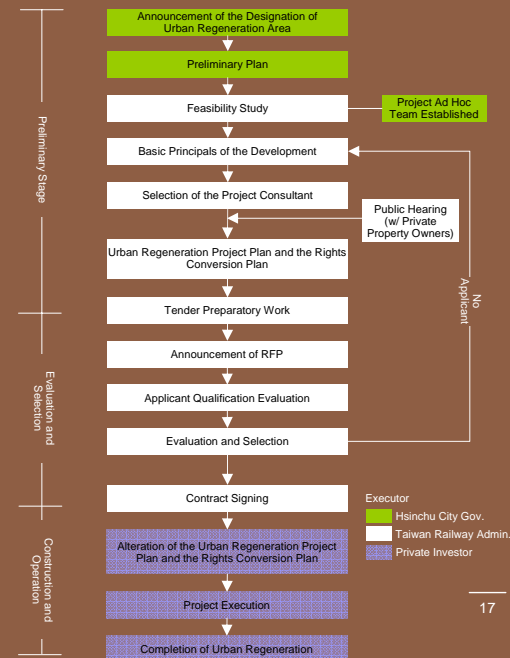 Announcement of the Designation of
Urban Regeneration Area
Preliminary Plan
Feasibility Study
Project Ad Hoc
Team Established
Basic Principals of the Development
Selection of the Project Consultant
Public Hearing
(w/ Private
Property Owners)
Urban Regeneration Project Plan and the Rights
Conversion Plan
Tender Preparatory Work
Announcement of RFP
Applicant Qualification Evaluation
Evaluation and Selection
No
Applicant
Contract Signing
Alteration of the Urban Regeneration Project
Plan and the Rights Conversion Plan
Project Execution
Completion of Urban Regeneration
Preliminary Stage
Evaluation and
Selection
Construction and
Operation
Executor
Hsinchu City Gov.
Taiwan Railway Admin.
Private Investor
17